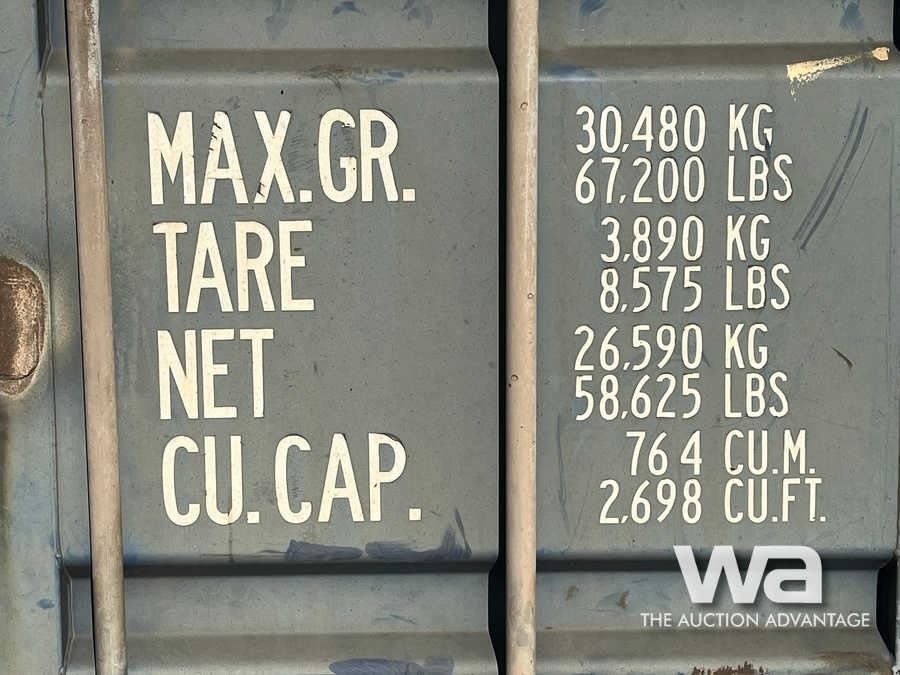 MAX.GR. 30,480 KG
67,200 LBS
TARE 3,890 KG
8,575 LBS
NET 26,590 KG
58,625 LBS
CU.CAP. 76 4 CU.M.
2,698 CU.FT.
wa
THE AUCTION ADVANTAGE